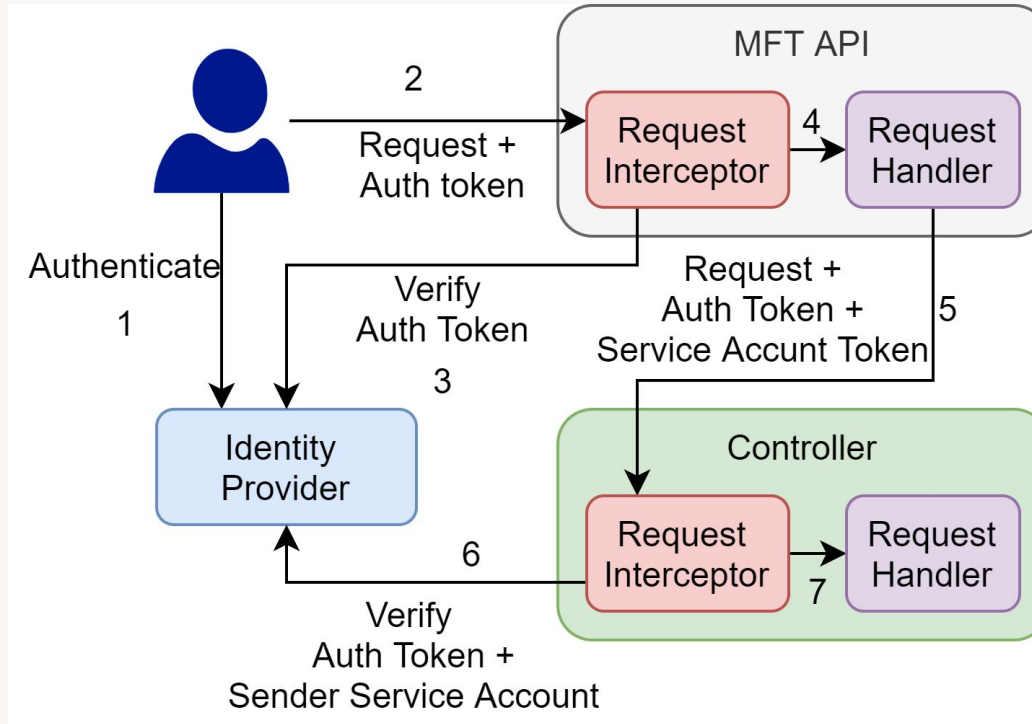 MFT API
2
Request +
Auth token
Request
Interceptor
4
Request
Handler
Authenticate
1
Verify
Auth Token
3
Request +
Auth Token +
Service Accunt Token
5
Identity
Provider
Controller
Request
Interceptor
7
Request
Handler
6
Verify
Auth Token +
Sender Service Account